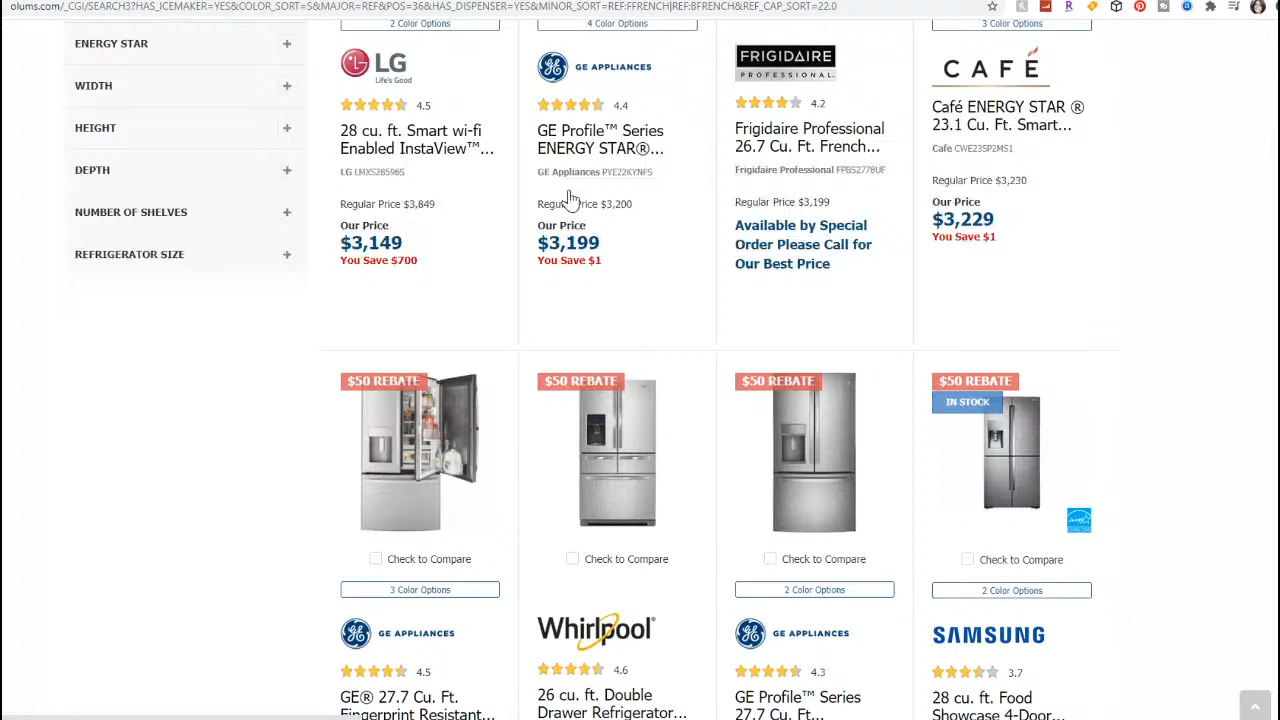 olums.com/_CGI/SEARCH3?HAS_ICEMAKER=YES&COLOR_SORT=S&MAJOR=REF&POS=36&HAS_DISPENSER=YES&MINOR_SORT=REF:FFRENCH|REF:BFRENCH&REF_CAP_SORT=22.0
2 Color Options
4 Color Options
3 Color Options
ENERGY STAR
WIDTH
HEIGHT
DEPTH
NUMBER OF SHELVES
REFRIGERATOR SIZE
LG
Life's Good
4.5
28 cu. ft. Smart wi-fi
Enabled InstaView™...
LG LMXS28596S
Regular Price $3,849
Our Price
$3,149
You Save $700
GE APPLIANCES
4.4
GE Profile™ Series
ENERGY STAR®...
GE Appliances PYE22KYNFS
Regular Price $3,200
Our Price
$3,199
You Save $1
FRIGIDAIRE
PROFESSIONAL.
4.2
Frigidaire Professional
26.7 Cu. Ft. French...
Frigidaire Professional FPBS2778UF
Regular Price $3,199
Available by Special
Order Please Call for
Our Best Price
CAFÉ
Café ENERGY STAR ®
23.1 Cu. Ft. Smart...
Cafe CWE23SP2MS1
Regular Price $3,230
Our Price
$3,229
You Save $1
$50 REBATE
Check to Compare
3 Color Options
GE APPLIANCES
4.5
GE® 27.7 Cu. Ft.
Fingerprint Resistant...
$50 REBATE
Check to Compare
Whirlpool
4.6
26 cu. ft. Double
Drawer Refrigerator...
$50 REBATE
Check to Compare
2 Color Options
GE APPLIANCES
4.3
GE Profile™ Series
27.7 Cu. Ft.
$50 REBATE
IN STOCK
Check to Compare
2 Color Options
SAMSUNG
3.7
28 cu. ft. Food
Showcase 4-Door...